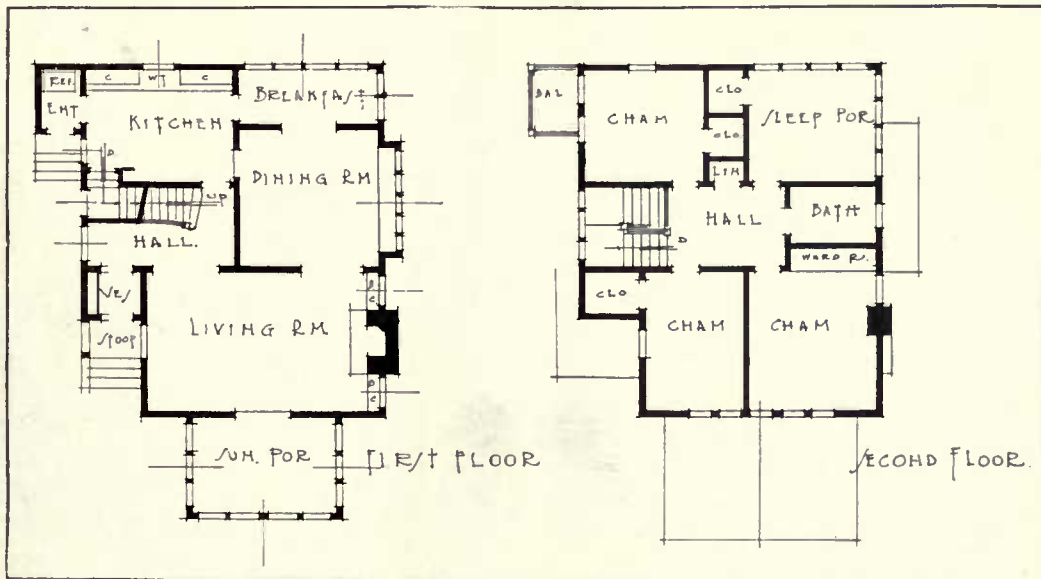 REF.
C
WT
C
ENT
KITCHEN
BREAKFAST
D
UP
DINING RM
HALL.
VES
STOOP
LIVING RM
B
C
D
C
SUN. POR
FIRST FLOOR
BAL
CHAM
CLO
CLO
LIN
SLEEP POR
HALL
BATH
D
WARD R.
CLO
CHAM
CHAM
SECOND FLOOR.